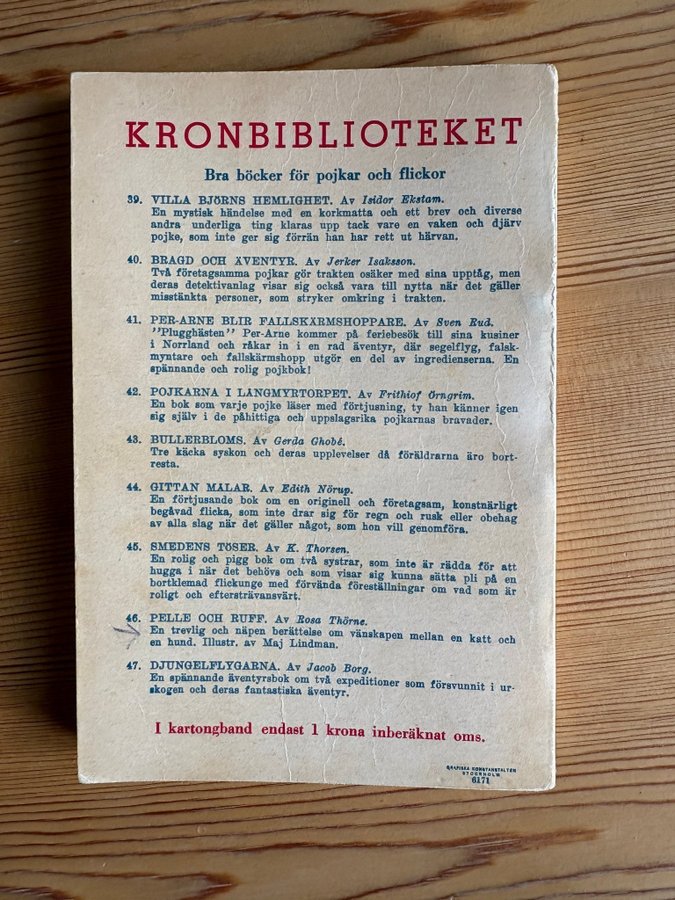 KRONBIBLIOTEKET
Bra böcker för pojkar och flickor
39. VILLA BJÖRNS HEMLIGHET. Av Isidor Ekstam.
En mystisk händelse med en korkmatta och ett brev och diverse
andra underliga ting klaras upp tack vare en vaken och djärv
pojke, som inte ger sig förrän han har rett ut härvan.
40. BRAGD OCH ÄVENTYR. Av Jerker Isaksson.
Två företagsamma pojkar gör trakten osäker med sina upptåg, men
deras detektivanlag visar sig också vara till nytta när det gäller
misstänkta personer, som stryker omkring i trakten.
41. PER-ARNE BLIR FALLSKÄRMSHOPPARE. Av Sven Rud.
"Plugghästen" Per-Arne kommer på feriebesök till sina kusiner
i Norrland och råkar in i en rad äventyr, där segelflyg, falsk-
myntare och fallskärmshopp utgör en del av ingredienserna. En
spännande och rolig pojkbok!
42. POJKARNA I LÅNGMYRTORPET. Av Frithiof Örngrim.
En bok som varje pojke läser med förtjusning, ty han känner igen
sig själv i de påhittiga och uppslagsrika pojkarnas bravader.
43. BULLERBLOMS. Av Gerda Ghobé.
Tre käcka syskon och deras upplevelser då föräldrarna äro bort-
resta.
44. GITTAN MÅLAR. Av Edith Nörup.
En förtjusande bok om en originell och företagsam, konstnärligt
begåvad flicka, som inte drar sig för regn och rusk eller obehag
av alla slag när det gäller något, som hon vill genomföra.
45. SMEDENS TÖSER. Av K. Thorsen.
En rolig och pigg bok om två systrar, som inte är rädda för att
hugga i när det behövs och som visar sig kunna sätta pli på en
bortklemad flickunge med förvända föreställningar om vad som är
roligt och eftersträvansvärt.
46. PELLE OCH RUFF. Av Rosa Thörne.
En trevlig och näpen berättelse om vänskapen mellan en katt och
en hund. Illustr. av Maj Lindman.
47. DJUNGELFLYGARNA. Av Jacob Borg.
En spännande äventyrsbok om två expeditioner som försvunnit i ur-
skogen och deras fantastiska äventyr.
I kartongband endast 1 krona inberäknat oms.
GRAFISKA KONSTANSTALTEN
STOCKHOLM
6171